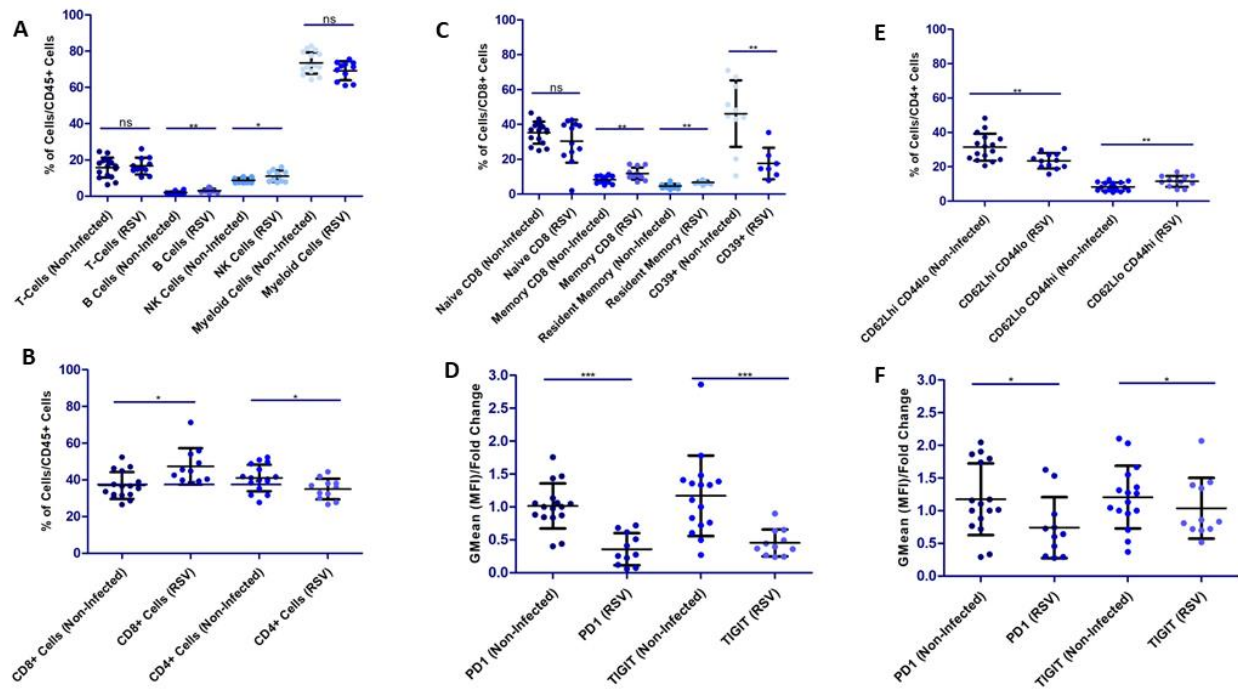 A
% of Cells/CD45+ Cells
100
80
60
40
20
0
ns
**
*
ns
T-Cells (Non-Infected)
T-Cells (RSV)
B Cells (Non-Infected)
B Cells (RSV)
NK Cells (Non-Infected)
NK Cells (RSV)
Myeloid Cells (Non-Infected)
Myeloid Cells (RSV)
C
% of Cells/CD8+ Cells
100
80
60
40
20
0
ns
**
**
**
Naive CD8 (Non-Infected)
Naive CD8 (RSV)
Memory CD8 (Non-Infected)
Memory CD8 (RSV)
Resident Memory (Non-Infected)
Resident Memory (RSV)
CD39+ (Non-Infected)
CD39+ (RSV)
E
% of Cells/CD4+ Cells
100
80
60
40
20
0
**
**
CD62Lhi CD44lo (Non-Infected)
CD62Lhi CD44lo (RSV)
CD62Llo CD44hi (Non-Infected)
CD62Llo CD44hi (RSV)
B
% of Cells/CD45+ Cells
100
80
60
40
20
0
*
*
CD8+ Cells (Non-Infected)
CD8+ Cells (RSV)
CD4+ Cells (Non-Infected)
CD4+ Cells (RSV)
D
GMean (MFI)/Fold Change
3.0
2.5
2.0
1.5
1.0
0.5
0.0
***
***
PD1 (Non-Infected)
PD1 (RSV)
TIGIT (Non-Infected)
TIGIT (RSV)
F
GMean (MFI)/Fold Change
3.0
2.5
2.0
1.5
1.0
0.5
0.0
*
*
PD1 (Non-Infected)
PD1 (RSV)
TIGIT (Non-Infected)
TIGIT (RSV)